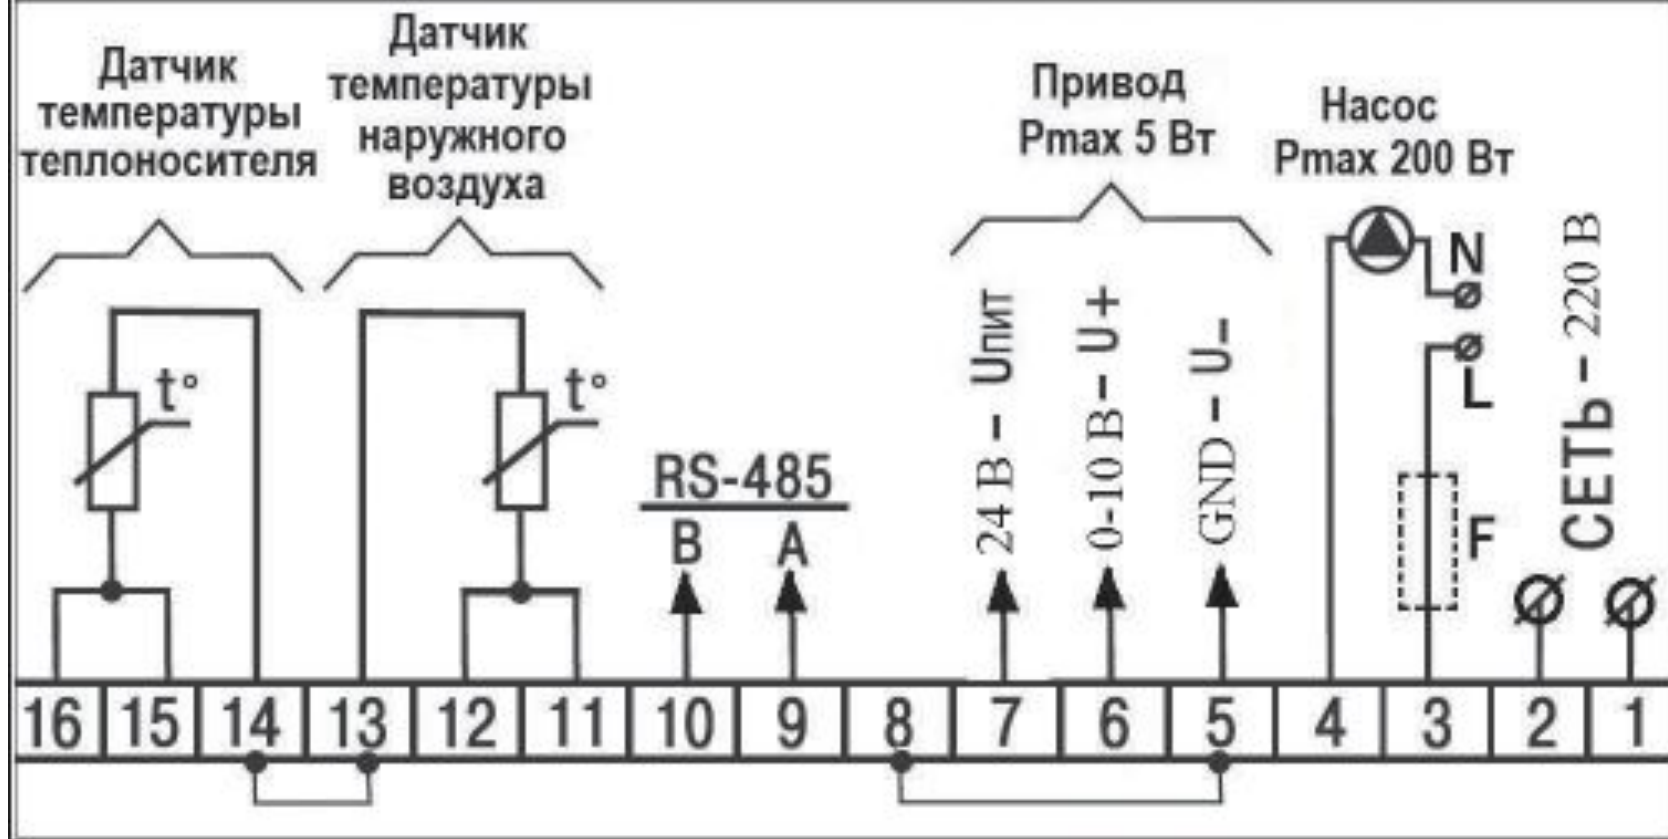 Датчик
температуры
теплоносителя
Датчик
температуры
наружного
воздуха
Привод
Pmax 5 Вт
Насос
Pmax 200 Вт
t°
t°
RS-485
B A
24 В – Uпит
0-10 В – U+
GND – U–
N
L
F
СЕТЬ – 220 В
16 15 14 13 12 11 10 9 8 7 6 5 4 3 2 1